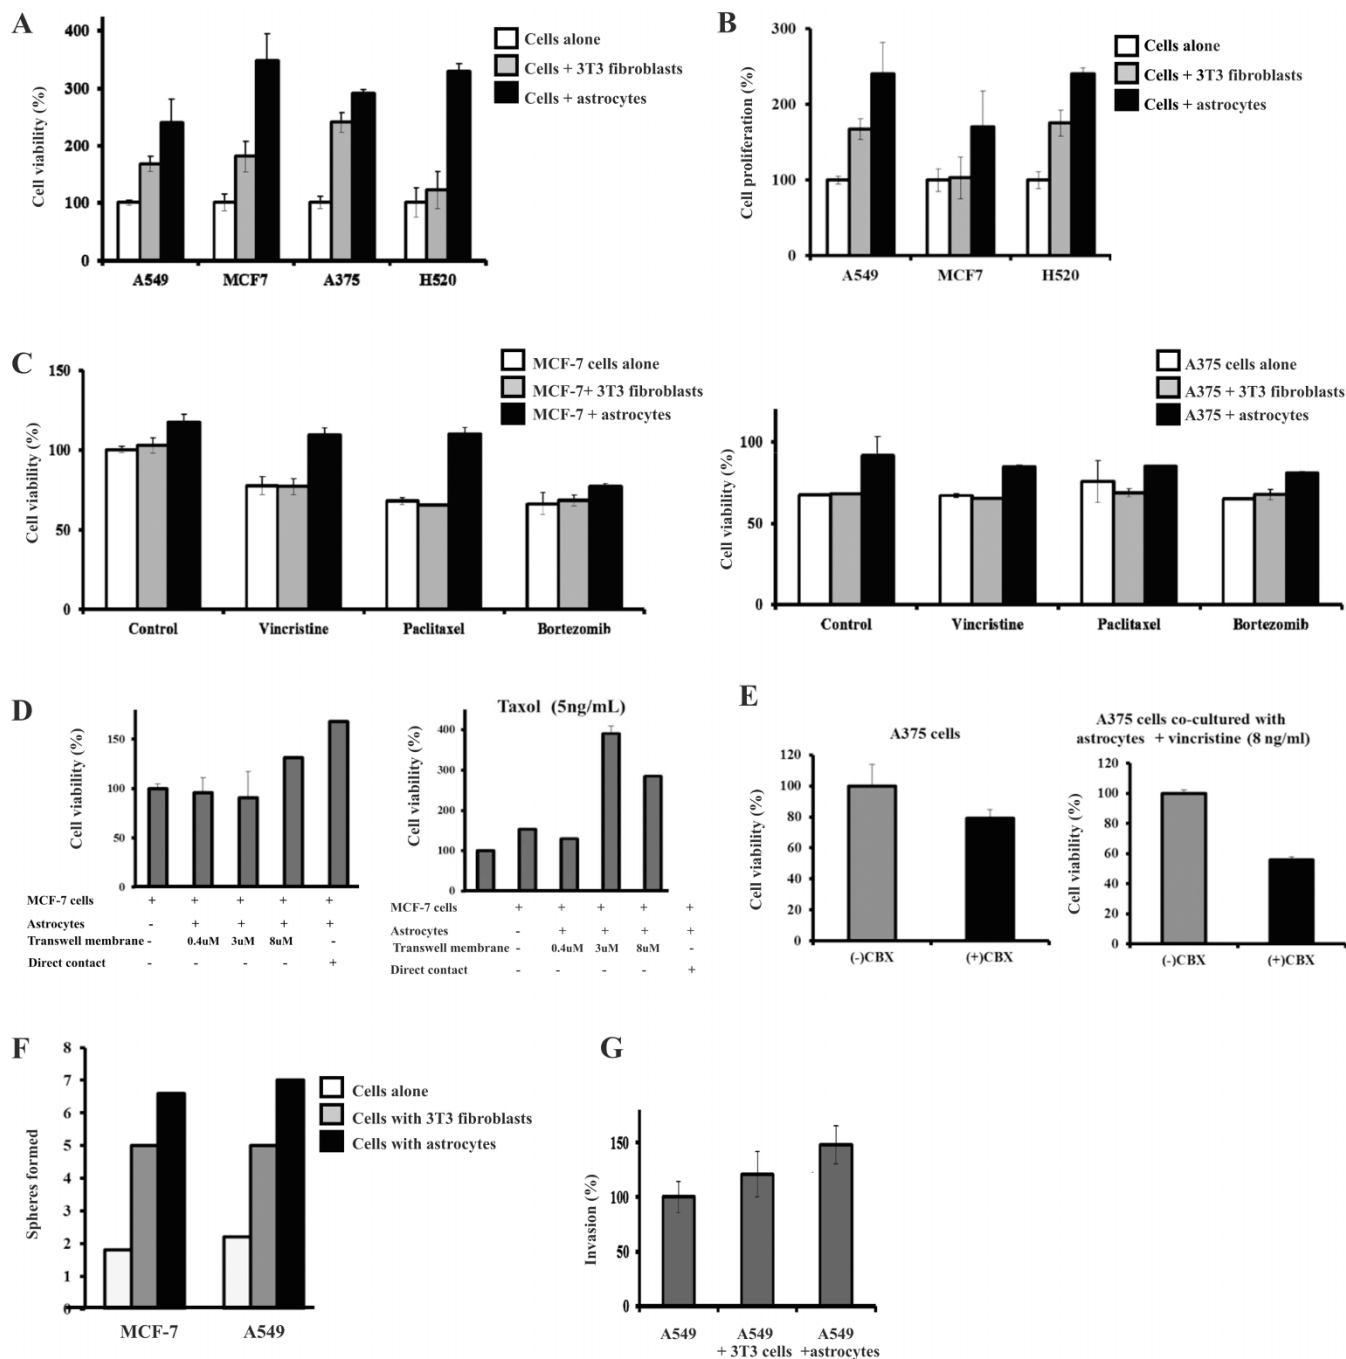 A
Cell viability (%)
400
300
200
100
0
A549 MCF7 A375 H520
Cells alone
Cells + 3T3 fibroblasts
Cells + astrocytes
B
Cell proliferation (%)
300
200
100
0
A549 MCF7 H520
Cells alone
Cells + 3T3 fibroblasts
Cells + astrocytes
C
Cell viability (%)
150
100
50
0
Control Vincristine Paclitaxel Bortezomib
MCF-7 cells alone
MCF-7+ 3T3 fibroblasts
MCF-7 + astrocytes
Cell viability (%)
100
50
0
Control Vincristine Paclitaxel Bortezomib
A375 cells alone
A375 + 3T3 fibroblasts
A375 + astrocytes
D
Cell viability (%)
150
100
50
0
MCF-7 cells + + + + +
Astrocytes - + + + +
Transwell membrane - 0.4uM 3uM 8uM -
Direct contact - - - - +
Taxol (5ng/mL)
Cell viability (%)
400
300
200
100
0
MCF-7 cells + + + + +
Astrocytes - + + + +
Transwell membrane - 0.4uM 3uM 8uM -
Direct contact - - - - +
E
A375 cells
Cell viability (%)
120
100
80
60
40
20
0
(-)CBX (+)CBX
A375 cells co-cultured with
astrocytes + vincristine (8 ng/ml)
Cell viability (%)
120
100
80
60
40
20
0
(-)CBX (+)CBX
F
Spheres formed
8
7
6
5
4
3
2
1
0
MCF-7 A549
Cells alone
Cells with 3T3 fibroblasts
Cells with astrocytes
G
Invasion (%)
150
100
50
0
A549 A549 A549
+ 3T3 cells +astrocytes